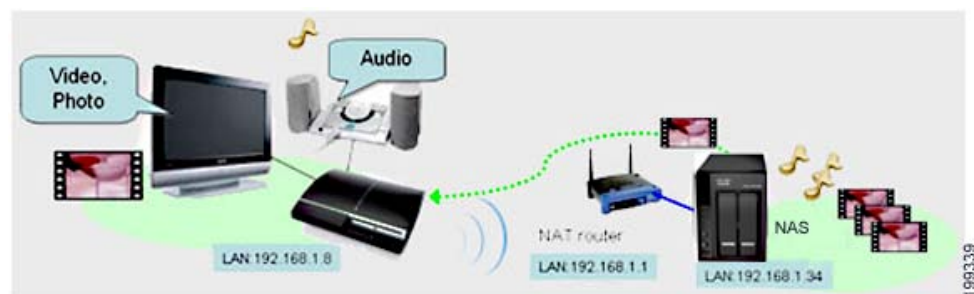 Video,
Photo
Audio
NAT router
NAS
LAN:192.168.1.8
LAN:192.168.1.1
LAN:192.168.1.34
199339